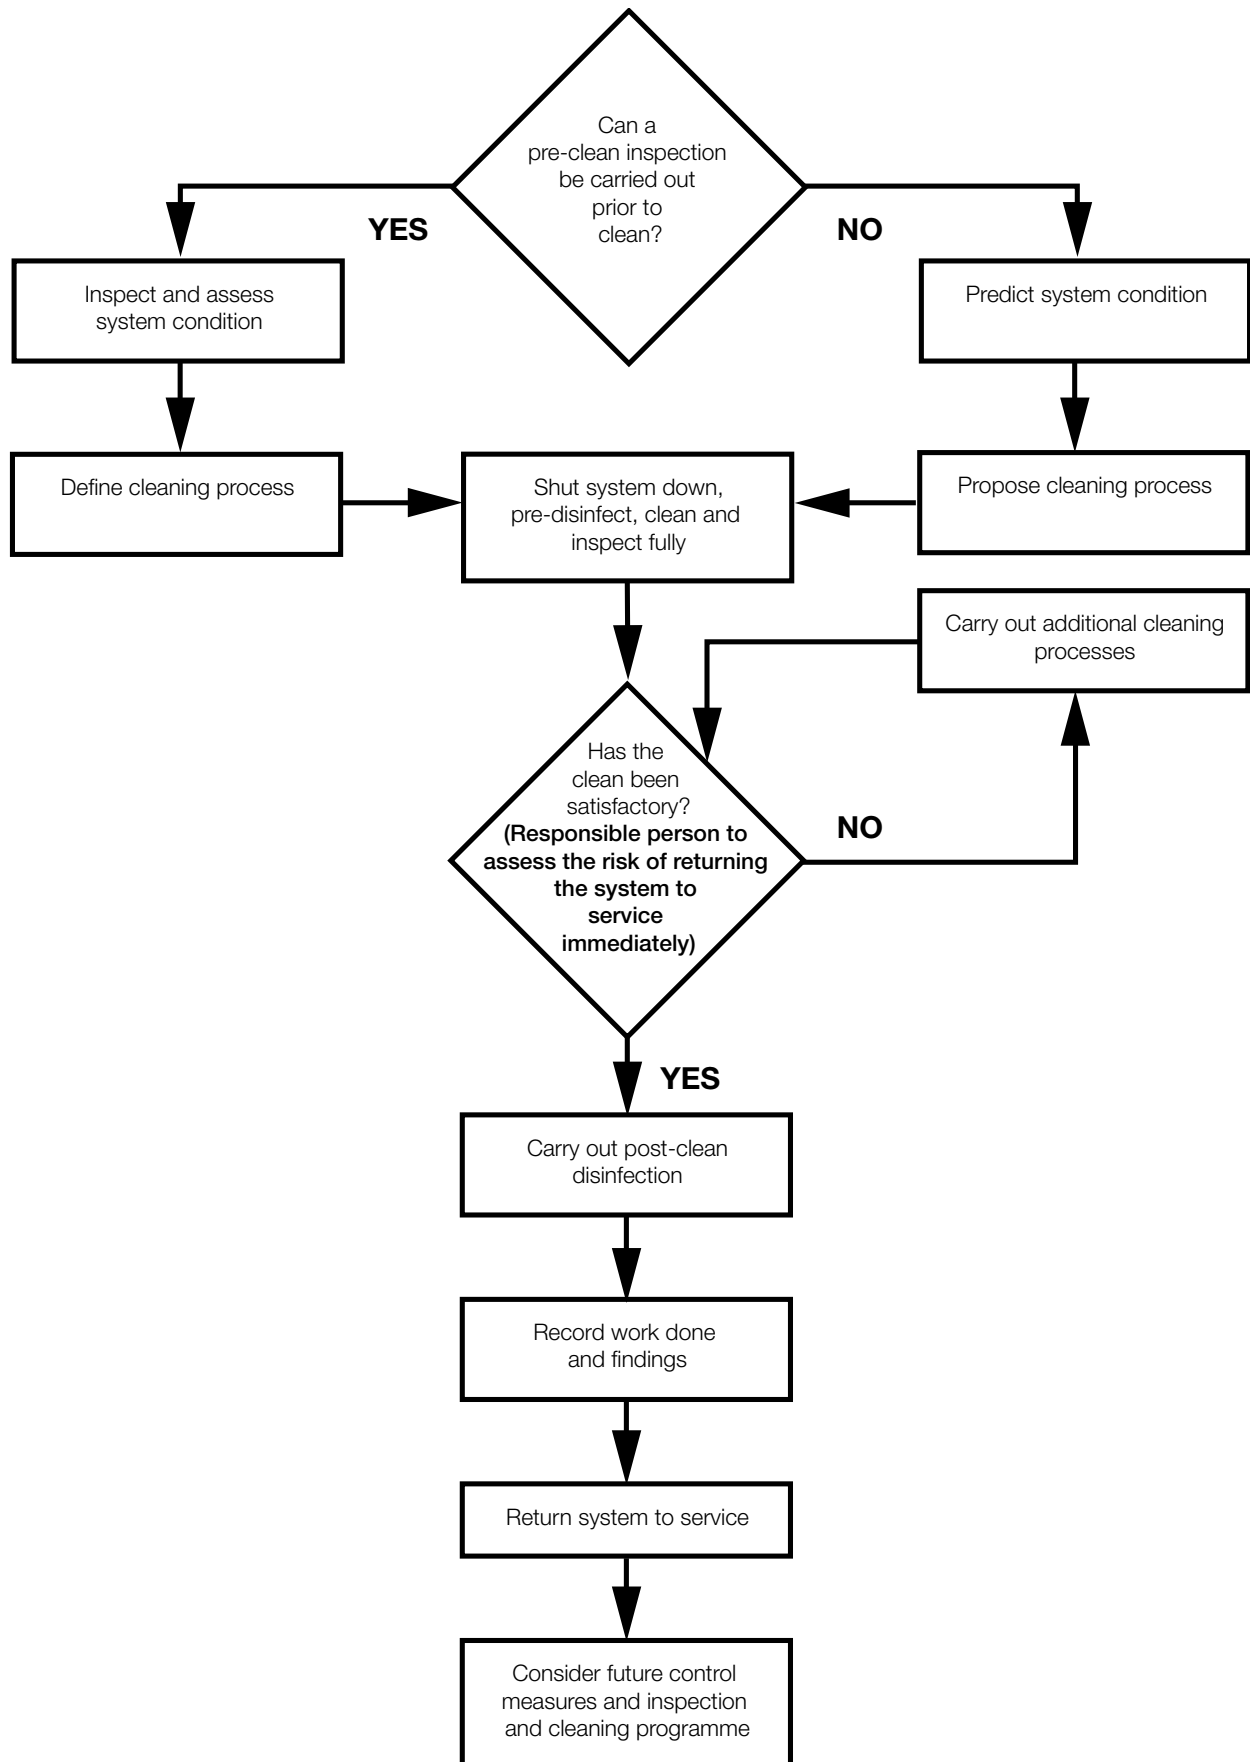 Can a
pre-clean inspection
be carried out
prior to
clean?
YES
NO
Inspect and assess
system condition
Predict system condition
Define cleaning process
Shut system down,
pre-disinfect, clean and
inspect fully
Propose cleaning process
Carry out additional cleaning
processes
Has the
clean been
satisfactory?
(Responsible person to
assess the risk of returning
the system to
service
immediately)
NO
YES
Carry out post-clean
disinfection
Record work done
and findings
Return system to service
Consider future control
measures and inspection
and cleaning programme